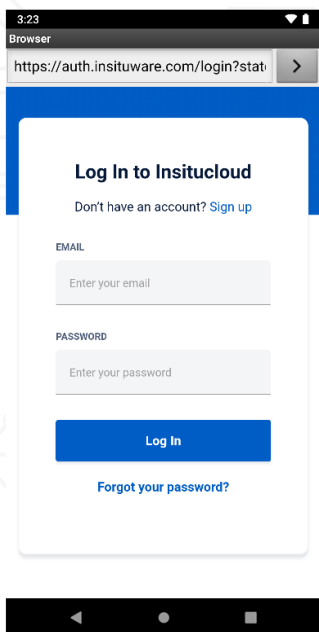 3:23
Browser
https://auth.insituware.com/login?stat
Log In to Insitucloud
Don't have an account? Sign up
EMAIL
Enter your email
PASSWORD
Enter your password
Log In
Forgot your password?